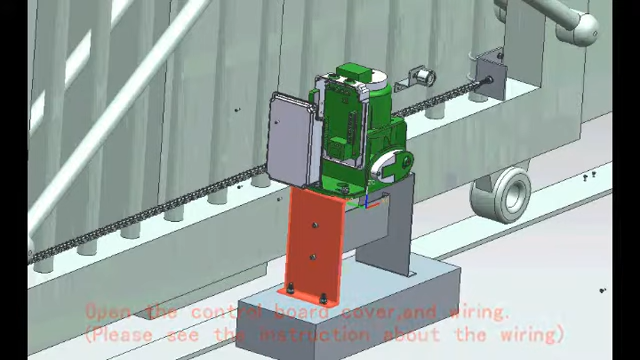 Open the control board cover,and wiring.
(Please see the instruction about the wiring)